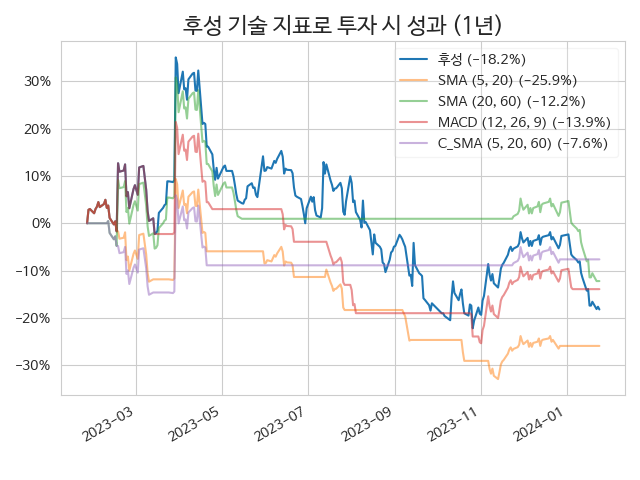 후성 기술 지표로 투자 시 성과 (1년)
후성 (−18.2%)
SMA (5, 20) (−25.9%)
SMA (20, 60) (−12.2%)
MACD (12, 26, 9) (−13.9%)
C_SMA (5, 20, 60) (−7.6%)
30%
20%
10%
0%
−10%
−20%
−30%
2023−03
2023−05
2023−07
2023−09
2023−11
2024−01